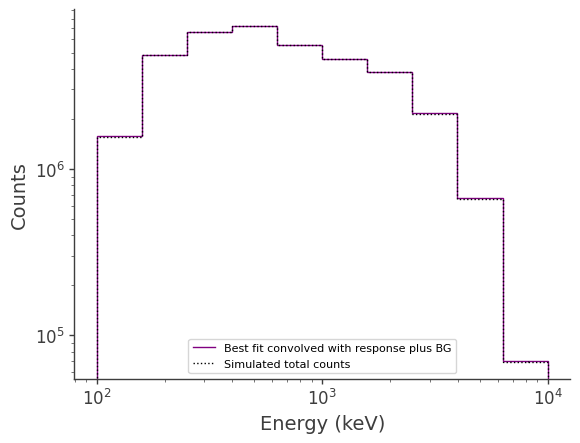 Counts
10^6
10^5
Best fit convolved with response plus BG
Simulated total counts
10^2
10^3
10^4
Energy (keV)